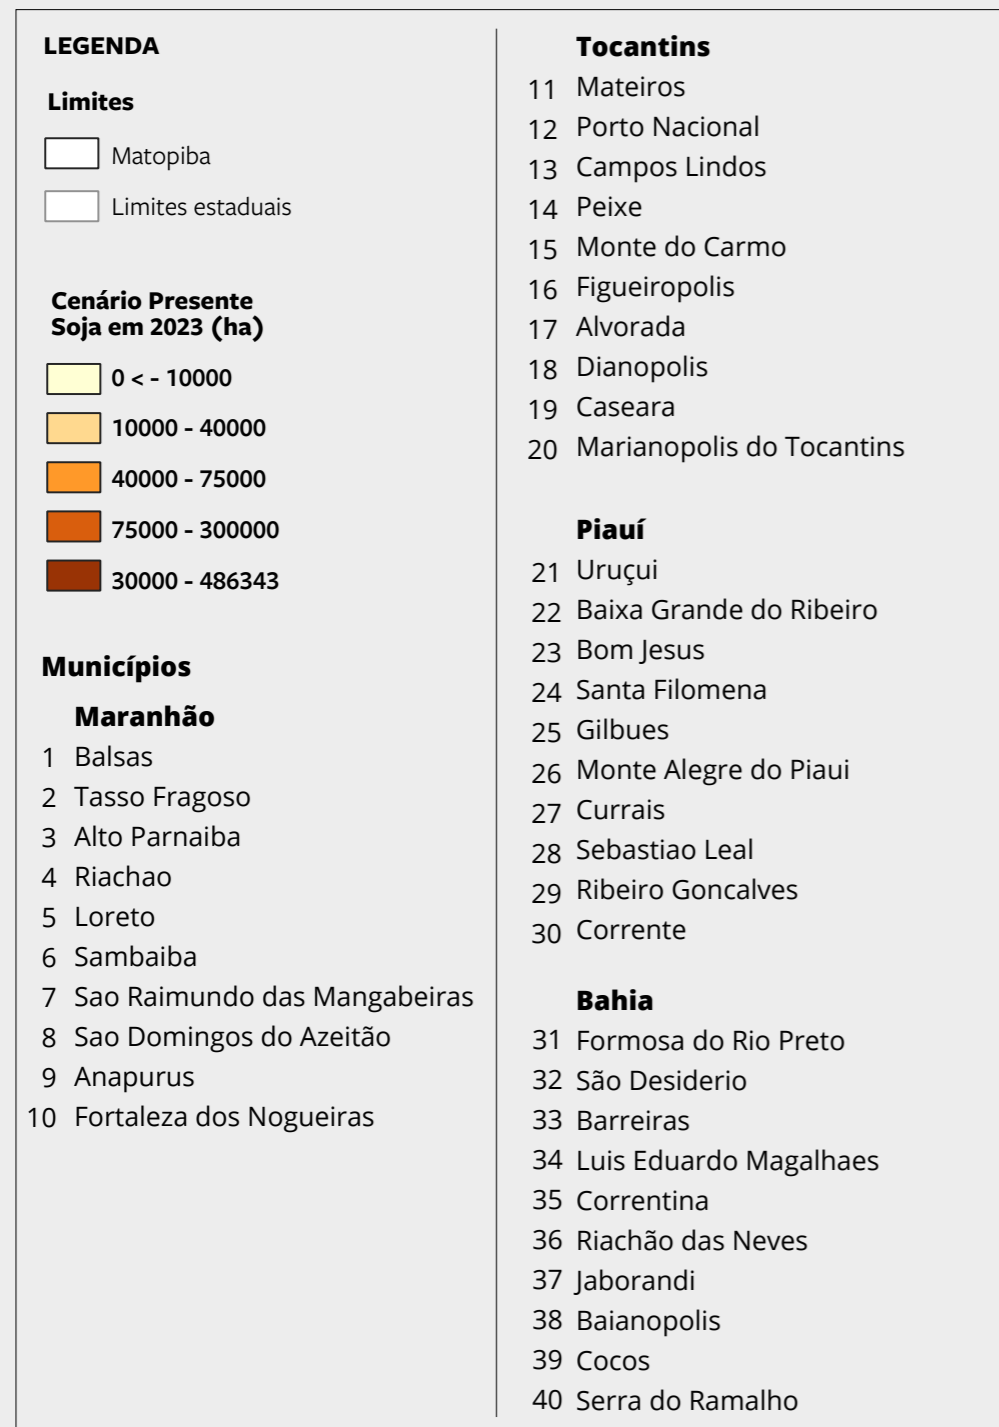 LEGENDA
Limites
Matopiba
Limites estaduais
Cenário Presente
Soja em 2023 (ha)
0 < - 10000
10000 - 40000
40000 - 75000
75000 - 300000
30000 - 486343
Municípios
Maranhão
1 Balsas
2 Tasso Fragoso
3 Alto Parnaiba
4 Riachao
5 Loreto
6 Sambaiba
7 Sao Raimundo das Mangabeiras
8 Sao Domingos do Azeitão
9 Anapurus
10 Fortaleza dos Nogueiras
Tocantins
11 Mateiros
12 Porto Nacional
13 Campos Lindos
14 Peixe
15 Monte do Carmo
16 Figueiropolis
17 Alvorada
18 Dianopolis
19 Caseara
20 Marianopolis do Tocantins
Piauí
21 Uruçui
22 Baixa Grande do Ribeiro
23 Bom Jesus
24 Santa Filomena
25 Gilbues
26 Monte Alegre do Piaui
27 Currais
28 Sebastiao Leal
29 Ribeiro Goncalves
30 Corrente
Bahia
31 Formosa do Rio Preto
32 São Desiderio
33 Barreiras
34 Luis Eduardo Magalhaes
35 Correntina
36 Riachão das Neves
37 Jaborandi
38 Baianopolis
39 Cocos
40 Serra do Ramalho